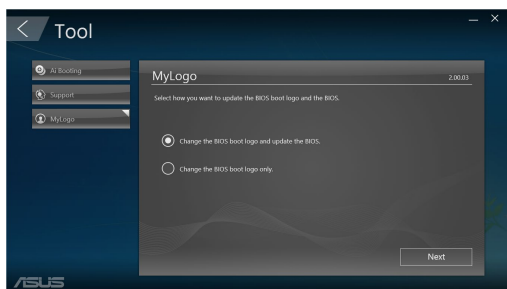 Tool
Ai Booting
Support
MyLogo
MyLogo
2.00.03
Select how you want to update the BIOS boot logo and the BIOS.
Change the BIOS boot logo and update the BIOS.
Change the BIOS boot logo only.
Next
ASUS